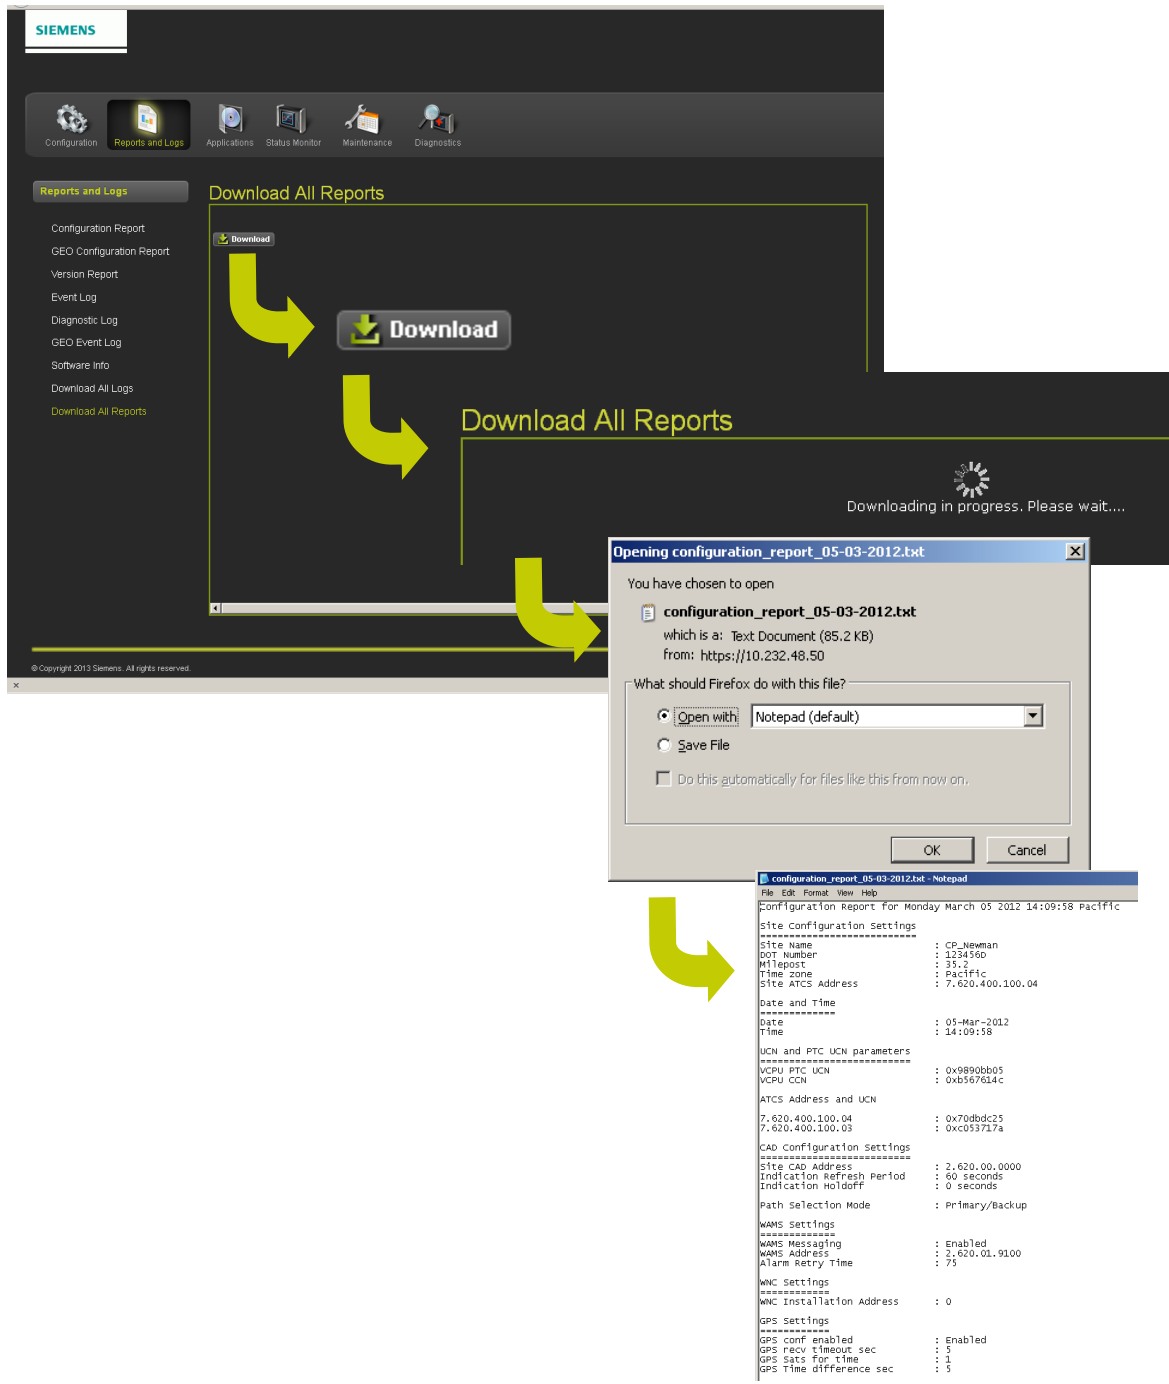 SIEMENS
Configuration
Reports and Logs
Applications
Status Monitor
Maintenance
Diagnostics
Reports and Logs
Configuration Report
GEO Configuration Report
Version Report
Event Log
Diagnostic Log
GEO Event Log
Software Info
Download All Logs
Download All Reports
Download All Reports
Download
Download
Download All Reports
Downloading in progress. Please wait....
© Copyright 2013 Siemens. All rights reserved.
Opening configuration_report_05-03-2012.txt
You have chosen to open
configuration_report_05-03-2012.txt
which is a: Text Document (85.2 KB)
from: https://10.232.48.50
What should Firefox do with this file?
Open with Notepad (default)
Save File
Do this automatically for files like this from now on.
OK Cancel
configuration_report_05-03-2012.txt - Notepad
File Edit Format View Help
Configuration Report for Monday March 05 2012 14:09:58 Pacific
Site Configuration Settings
===========================
Site Name : CP_Newman
DOT Number : 123456D
Milepost : 35.2
Time zone : Pacific
Site ATCS Address : 7.620.400.100.04
Date and Time
=============
Date : 05-Mar-2012
Time : 14:09:58
UCN and PTC UCN parameters
==========================
VCPU PTC UCN : 0x9890bb05
VCPU CCN : 0xb567614c
ATCS Address and UCN
7.620.400.100.04 : 0x70dbdc25
7.620.400.100.03 : 0xc053717a
CAD Configuration Settings
==========================
Site CAD Address : 2.620.00.0000
Indication Refresh Period : 60 seconds
Indication Holdoff : 0 seconds
Path Selection Mode : Primary/Backup
WAMS Settings
=============
WAMS Messaging : Enabled
WAMS Address : 2.620.01.9100
Alarm Retry Time : 75
WNC Settings
============
WNC Installation Address : 0
GPS Settings
============
GPS conf enabled : Enabled
GPS recv timeout sec : 5
GPS Sats for time : 1
GPS Time difference sec : 5